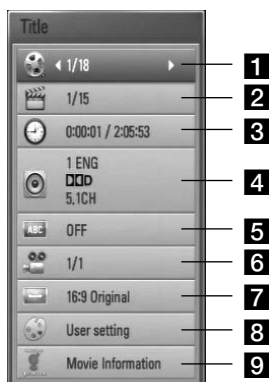 Title
1/18 1
1/15 2
0:00:01 / 2:05:53 3
1 ENG
DD D
5.1CH 4
ABC OFF 5
1/1 6
16:9 Original 7
User setting 8
Movie Information 9